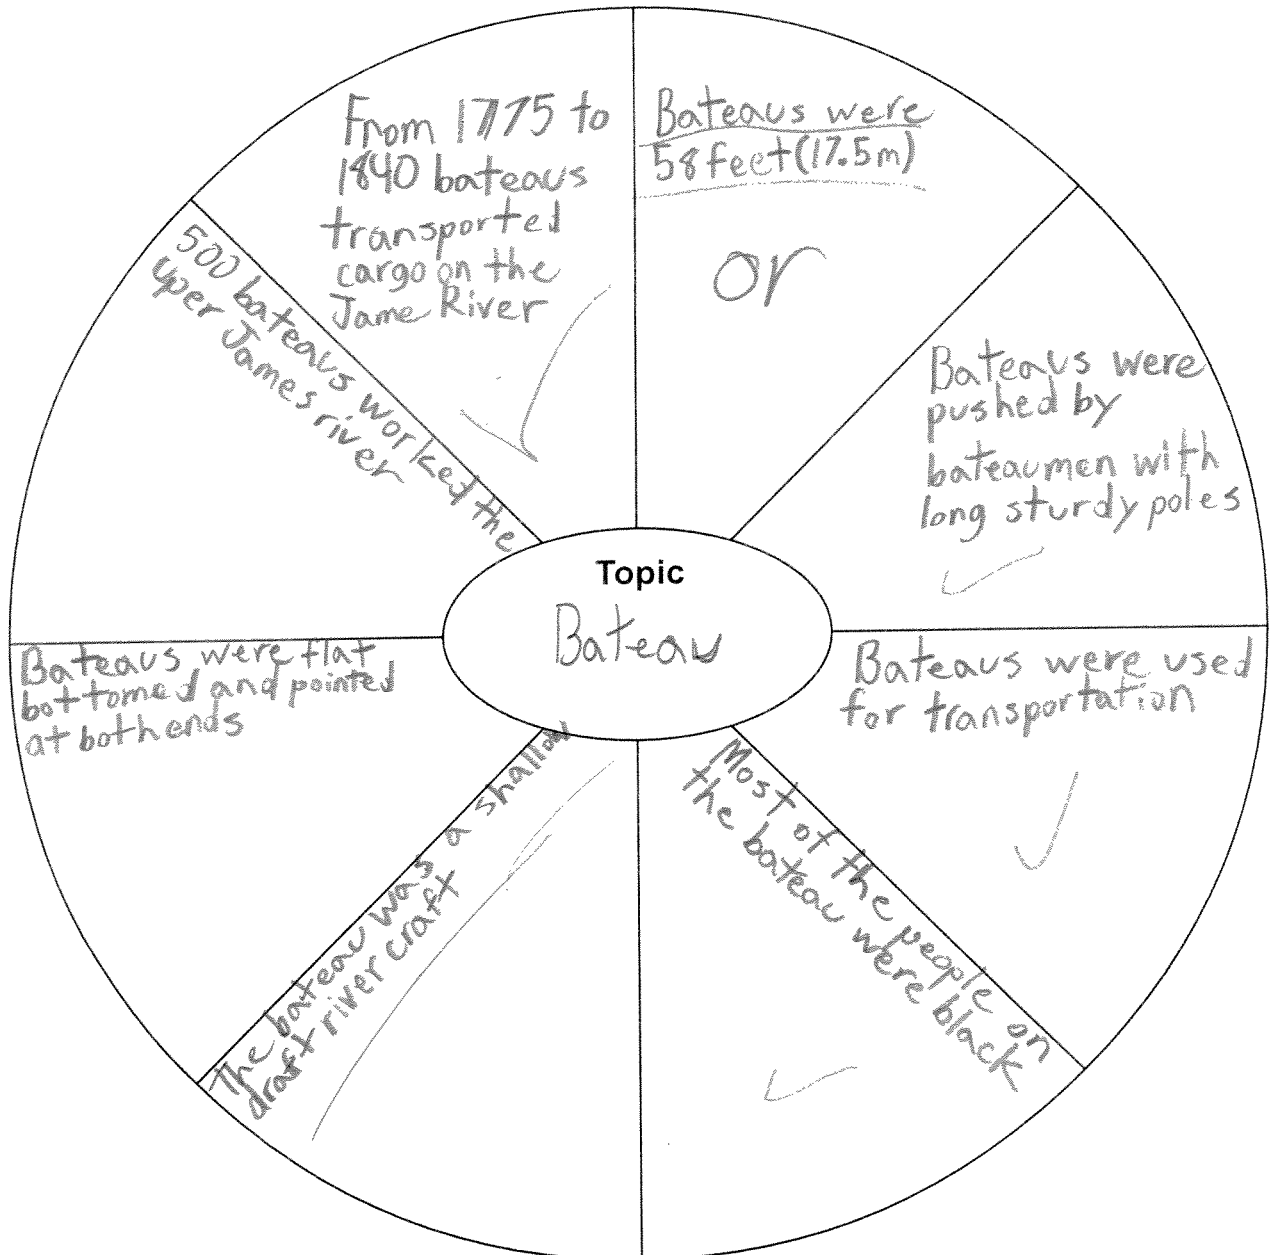 From 1775 to
1840 bateaus
transported
cargo on the
Jame River
Bateaus were
58 feet (17.5m)
or
Bateaus were
pushed by
bateaumen with
long sturdy poles
Bateaus were used
for transportation
Most of the people on
the bateau were black
The bateau was a shallow
draft river craft
Bateaus were flat
bottomed and pointed
at both ends
500 bateaus worked the
yper James river
Topic
Bateau